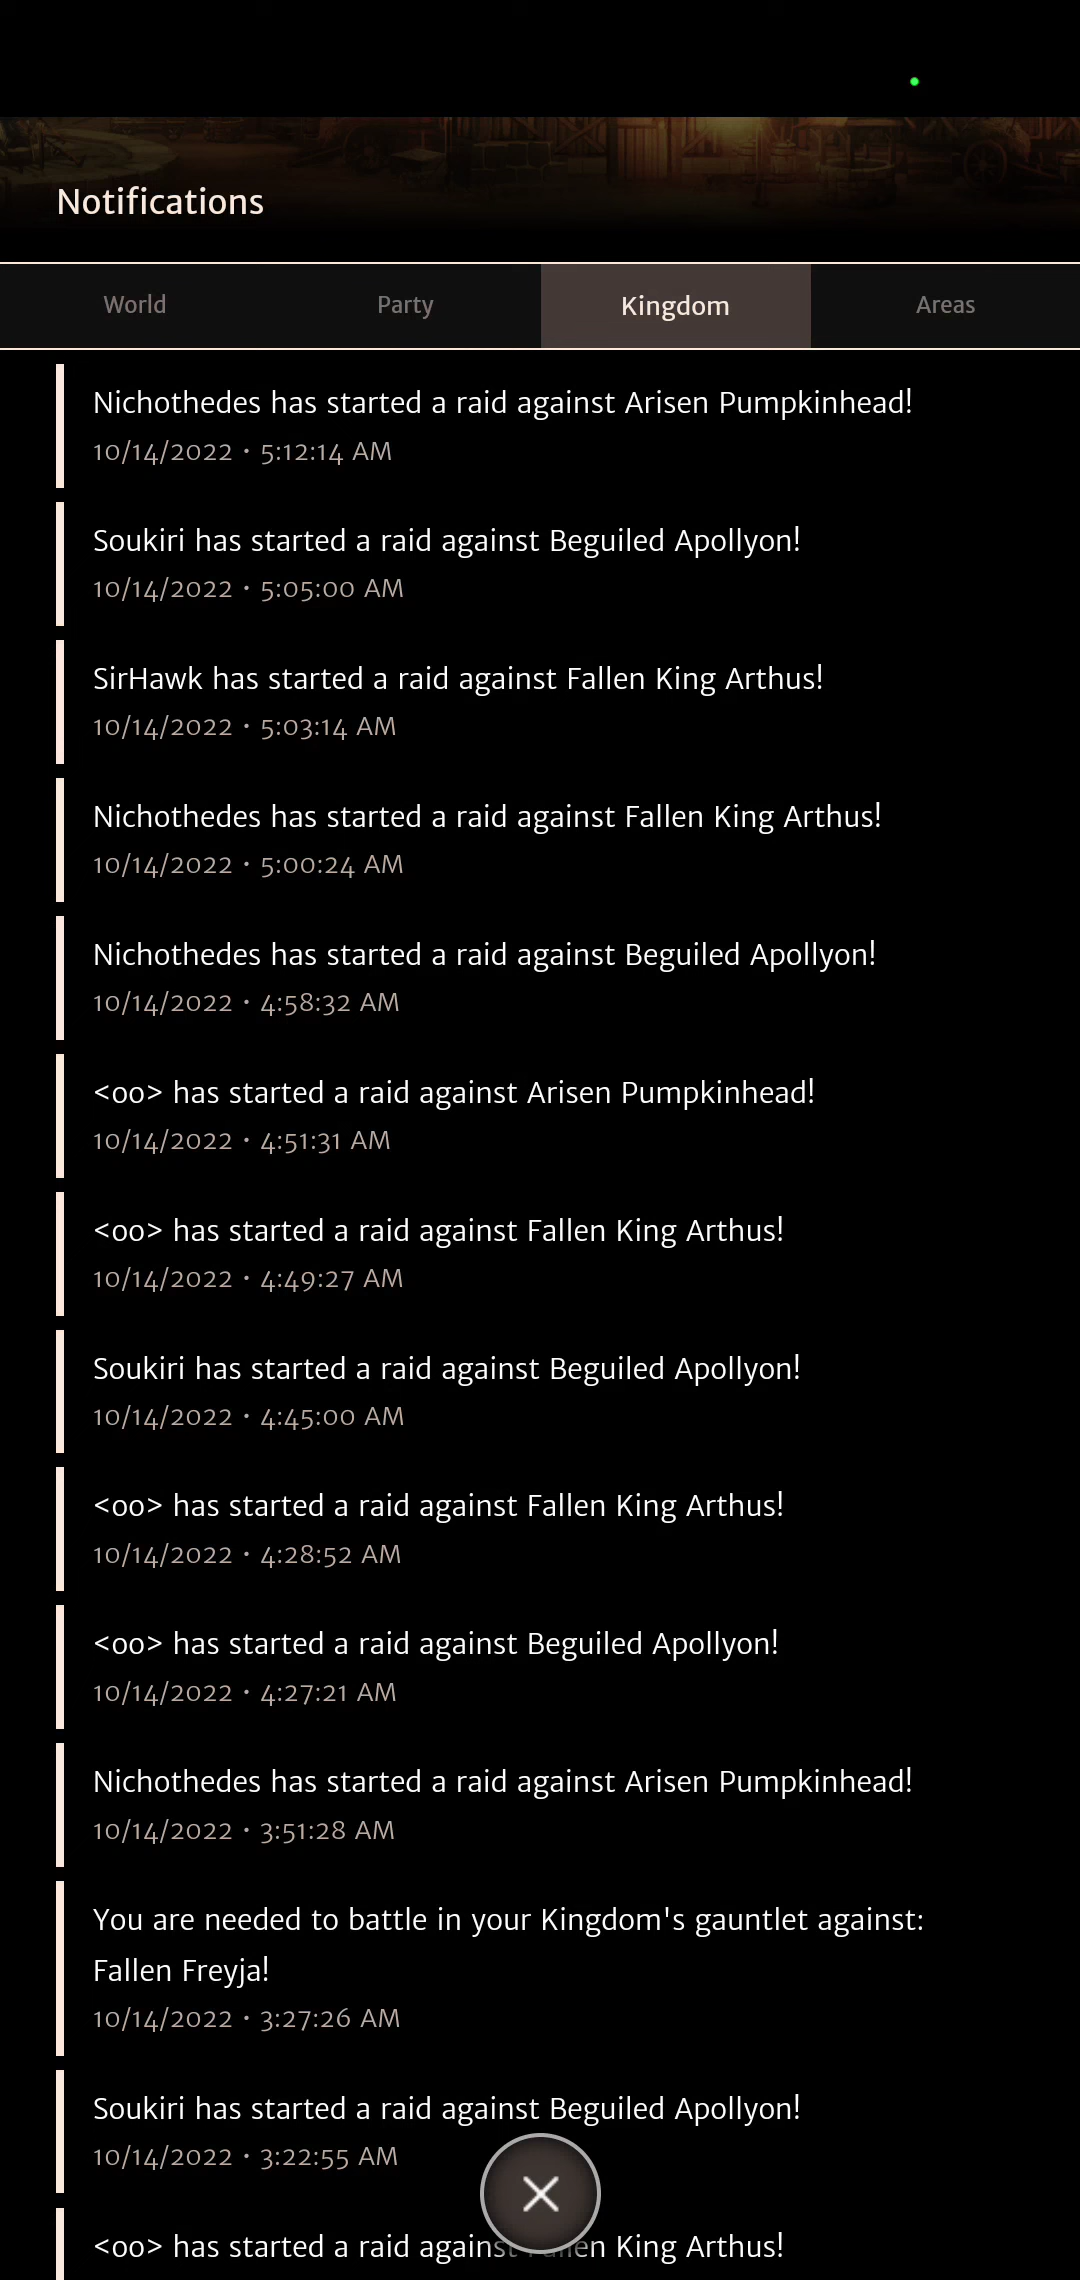 Notifications
World Party Kingdom Areas
Nichothedes has started a raid against Arisen Pumpkinhead!
10/14/2022 • 5:12:14 AM
Soukiri has started a raid against Beguiled Apollyon!
10/14/2022 • 5:05:00 AM
SirHawk has started a raid against Fallen King Arthus!
10/14/2022 • 5:03:14 AM
Nichothedes has started a raid against Fallen King Arthus!
10/14/2022 • 5:00:24 AM
Nichothedes has started a raid against Beguiled Apollyon!
10/14/2022 • 4:58:32 AM
<oo> has started a raid against Arisen Pumpkinhead!
10/14/2022 • 4:51:31 AM
<oo> has started a raid against Fallen King Arthus!
10/14/2022 • 4:49:27 AM
Soukiri has started a raid against Beguiled Apollyon!
10/14/2022 • 4:45:00 AM
<oo> has started a raid against Fallen King Arthus!
10/14/2022 • 4:28:52 AM
<oo> has started a raid against Beguiled Apollyon!
10/14/2022 • 4:27:21 AM
Nichothedes has started a raid against Arisen Pumpkinhead!
10/14/2022 • 3:51:28 AM
You are needed to battle in your Kingdom's gauntlet against:
Fallen Freyja!
10/14/2022 • 3:27:26 AM
Soukiri has started a raid against Beguiled Apollyon!
10/14/2022 • 3:22:55 AM
<oo> has started a raid against Fallen King Arthus!